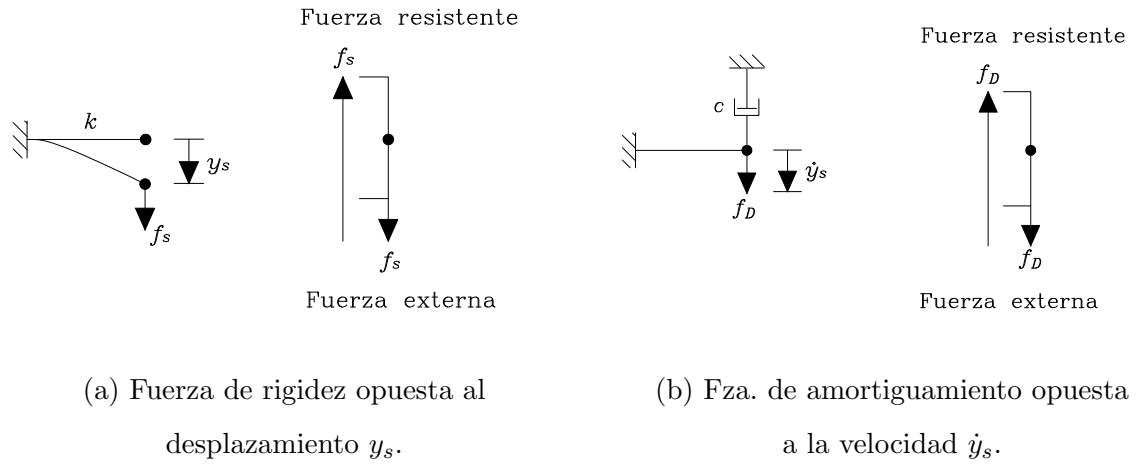 Fuerza resistente
f_s
k
y_s
f_s
f_s
Fuerza externa
(a) Fuerza de rigidez opuesta al
desplazamiento y_s.
Fuerza resistente
f_D
c
ẏ_s
f_D
f_D
Fuerza externa
(b) Fza. de amortiguamiento opuesta
a la velocidad ẏ_s.